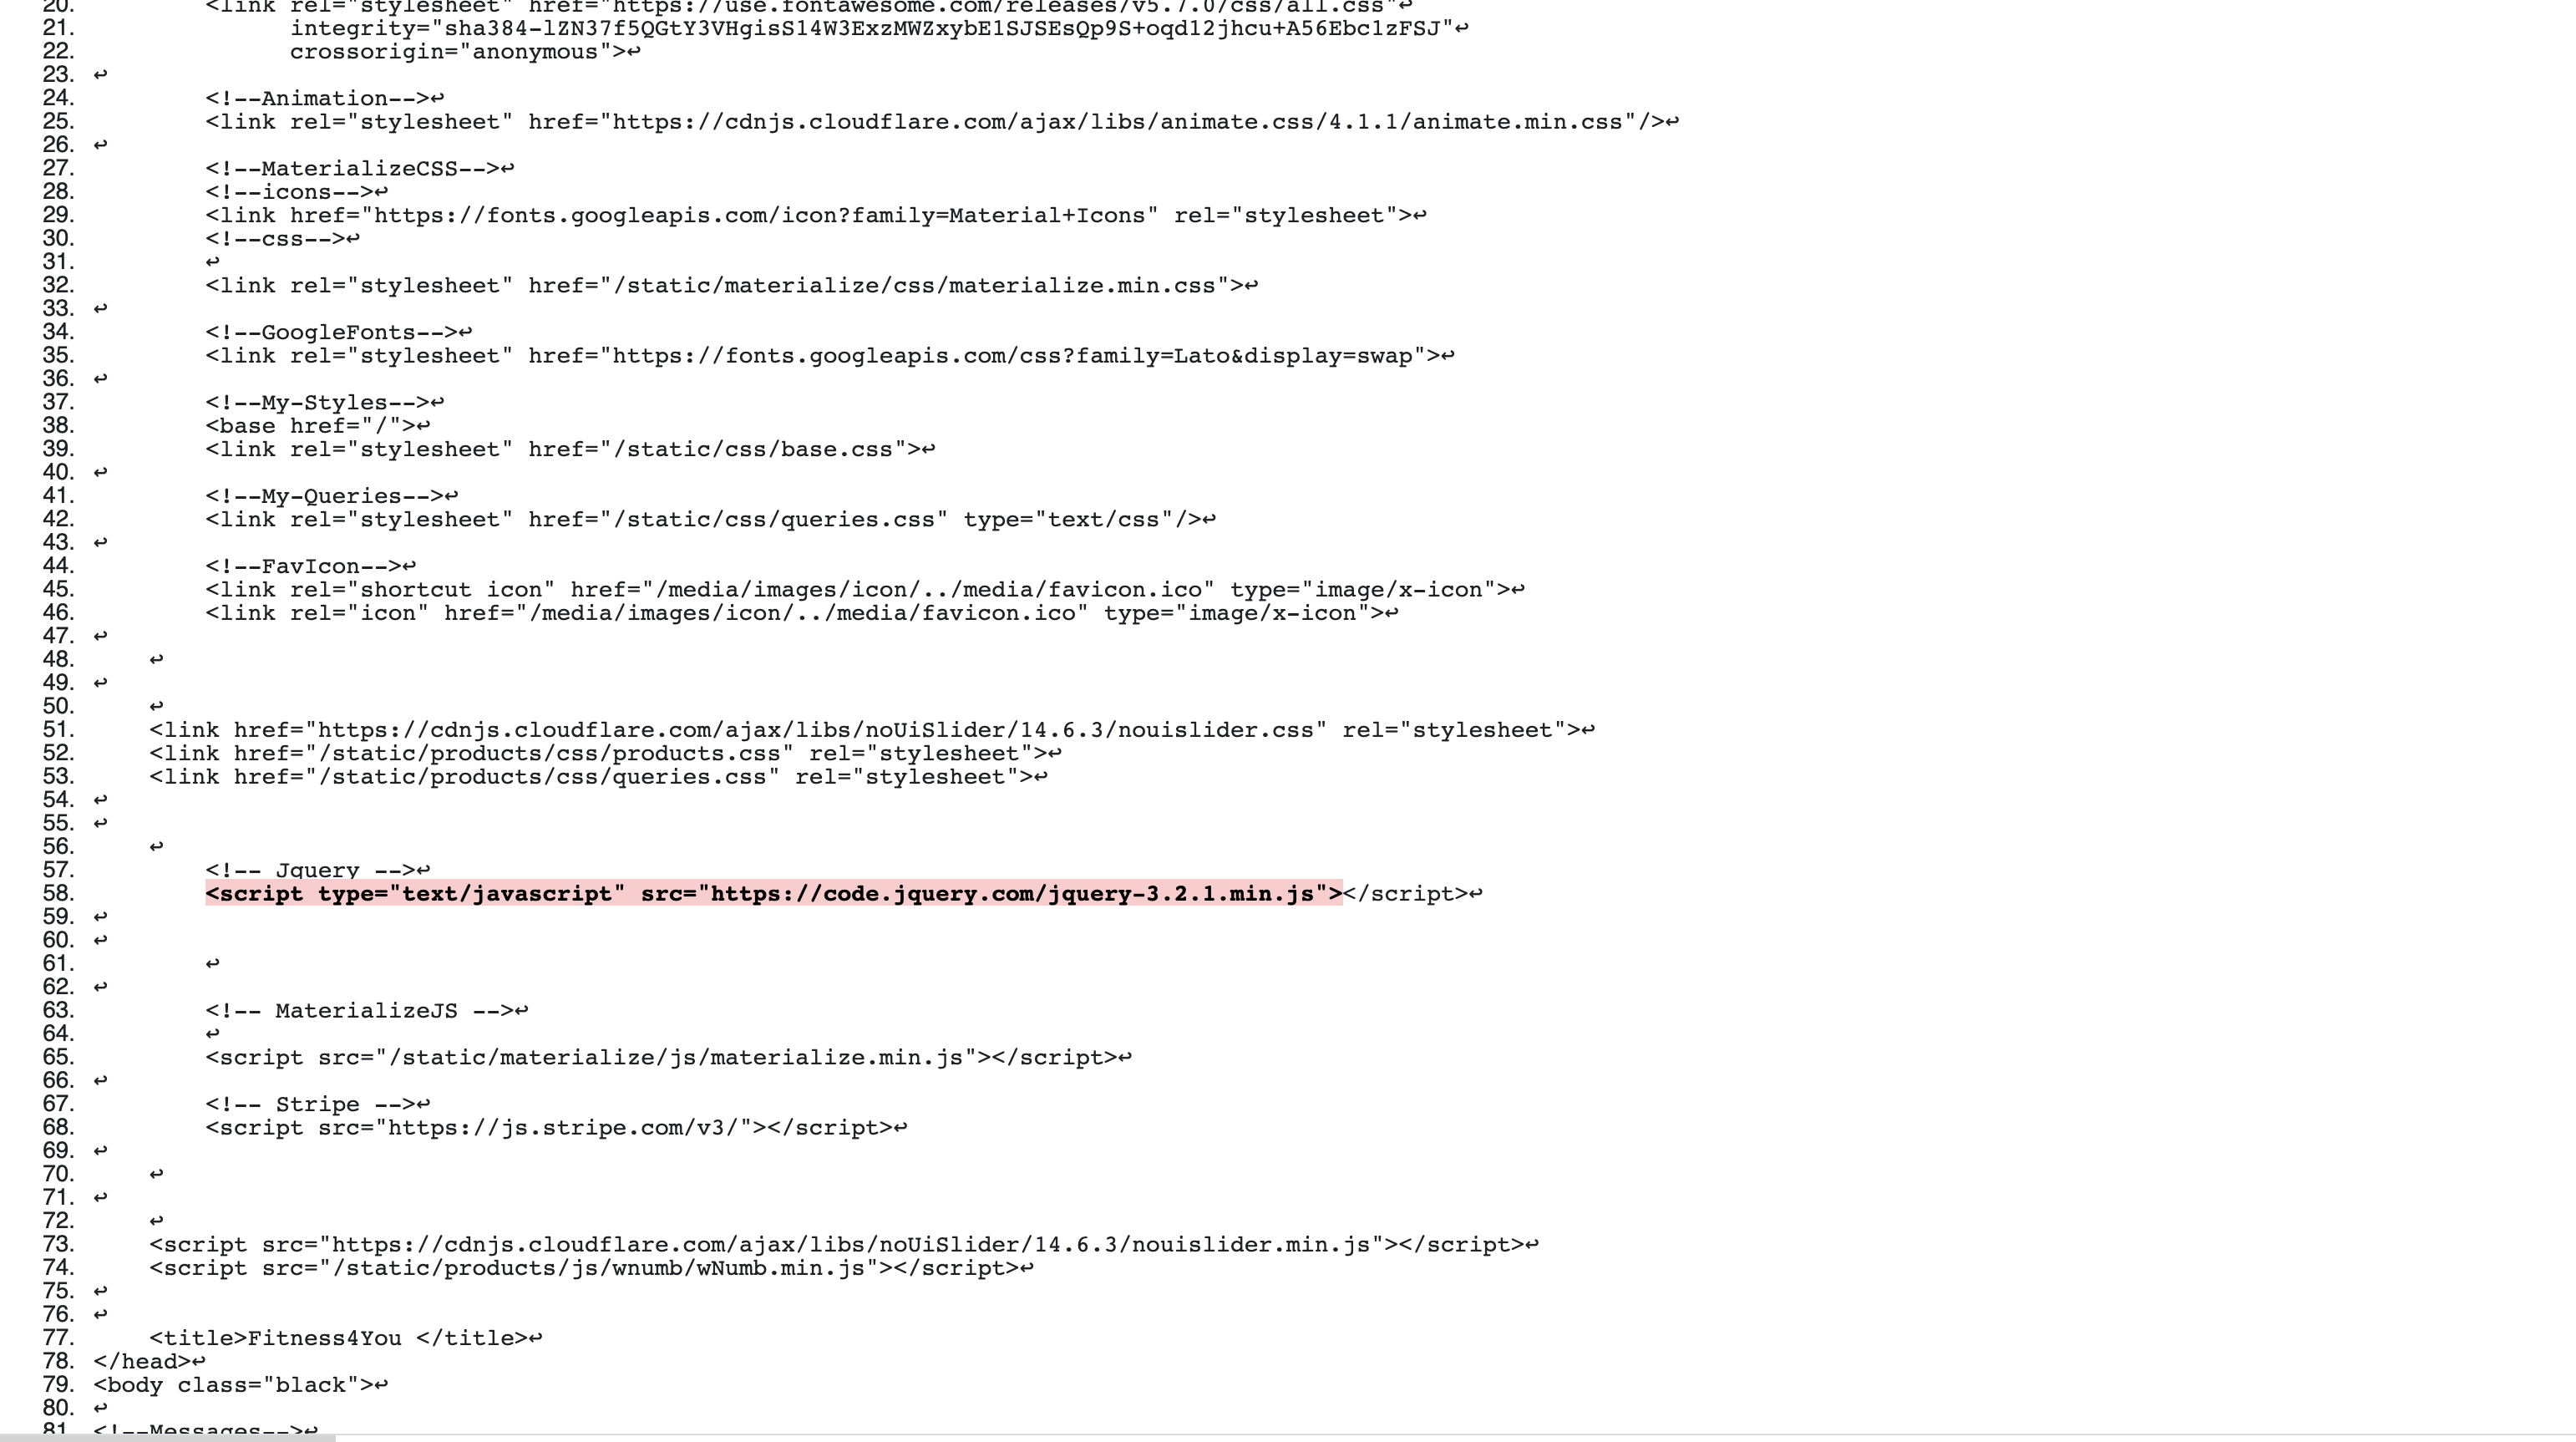 20. <link rel="stylesheet" href="https://use.fontawesome.com/releases/v5.7.0/css/all.css"↩
21. integrity="sha384-lZN37f5QGtY3VHgisS14W3ExzMWZxybE1SJSEsQp9S+oqd12jhcu+A56Ebc1zFSJ"↩
22. crossorigin="anonymous">↩
23. ↩
24. <!--Animation-->↩
25. <link rel="stylesheet" href="https://cdnjs.cloudflare.com/ajax/libs/animate.css/4.1.1/animate.min.css"/>↩
26. ↩
27. <!--MaterializeCSS-->↩
28. <!--icons-->↩
29. <link href="https://fonts.googleapis.com/icon?family=Material+Icons" rel="stylesheet">↩
30. <!--css-->↩
31. ↩
32. <link rel="stylesheet" href="/static/materialize/css/materialize.min.css">↩
33. ↩
34. <!--GoogleFonts-->↩
35. <link rel="stylesheet" href="https://fonts.googleapis.com/css?family=Lato&display=swap">↩
36. ↩
37. <!--My-Styles-->↩
38. <base href="/">↩
39. <link rel="stylesheet" href="/static/css/base.css">↩
40. ↩
41. <!--My-Queries-->↩
42. <link rel="stylesheet" href="/static/css/queries.css" type="text/css"/>↩
43. ↩
44. <!--FavIcon-->↩
45. <link rel="shortcut icon" href="/media/images/icon/../media/favicon.ico" type="image/x-icon">↩
46. <link rel="icon" href="/media/images/icon/../media/favicon.ico" type="image/x-icon">↩
47. ↩
48. ↩
49. ↩
50. ↩
51. <link href="https://cdnjs.cloudflare.com/ajax/libs/noUiSlider/14.6.3/nouislider.css" rel="stylesheet">↩
52. <link href="/static/products/css/products.css" rel="stylesheet">↩
53. <link href="/static/products/css/queries.css" rel="stylesheet">↩
54. ↩
55. ↩
56. ↩
57. <!-- Jquery -->↩
58. <script type="text/javascript" src="https://code.jquery.com/jquery-3.2.1.min.js"></script>↩
59. ↩
60. ↩
61. ↩
62. ↩
63. <!-- MaterializeJS -->↩
64. ↩
65. <script src="/static/materialize/js/materialize.min.js"></script>↩
66. ↩
67. <!-- Stripe -->↩
68. <script src="https://js.stripe.com/v3/"></script>↩
69. ↩
70. ↩
71. ↩
72. ↩
73. <script src="https://cdnjs.cloudflare.com/ajax/libs/noUiSlider/14.6.3/nouislider.min.js"></script>↩
74. <script src="/static/products/js/wnumb/wNumb.min.js"></script>↩
75. ↩
76. ↩
77. <title>Fitness4You </title>↩
78. </head>↩
79. <body class="black">↩
80. ↩
81. <!--Messages-->↩